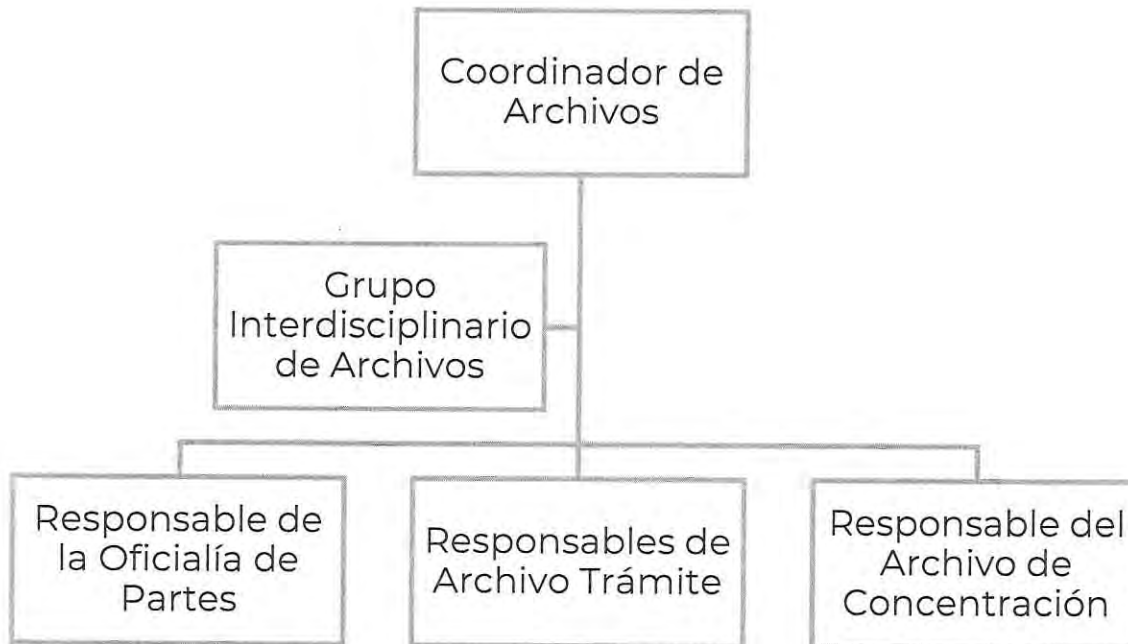 Coordinador de
Archivos
Grupo
Interdisciplinario
de Archivos
Responsable de
la Oficialía de
Partes
Responsables de
Archivo Trámite
Responsable del
Archivo de
Concentración